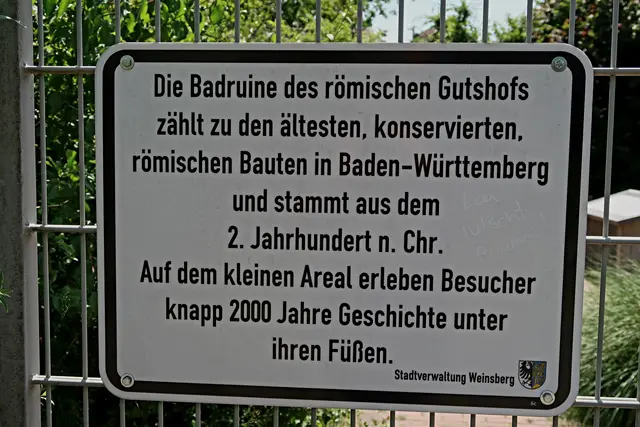 Die Badruine des römischen Gutshofs
zählt zu den ältesten, konservierten,
römischen Bauten in Baden-Württemberg
und stammt aus dem
2. Jahrhundert n. Chr.
Auf dem kleinen Areal erleben Besucher
knapp 2000 Jahre Geschichte unter
ihren Füßen.
Stadtverwaltung Weinsberg